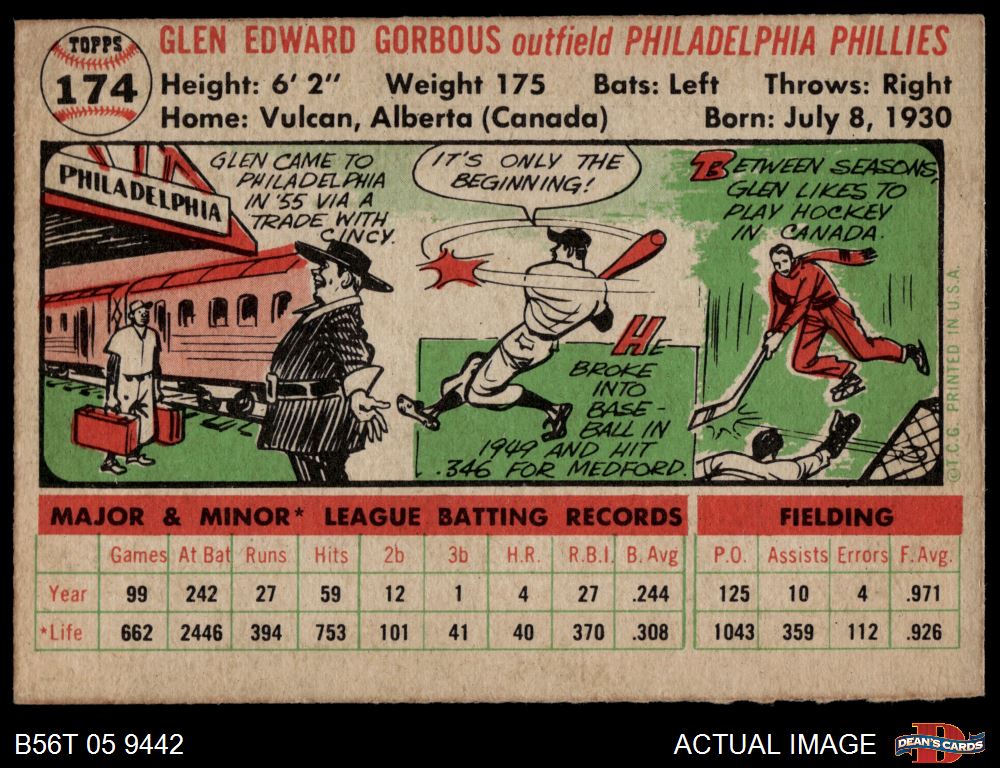 TOPPS
174
GLEN EDWARD GORBOUS outfield PHILADELPHIA PHILLIES
Height: 6' 2" Weight 175 Bats: Left Throws: Right
Home: Vulcan, Alberta (Canada) Born: July 8, 1930
PHILADELPHIA
GLEN CAME TO
PHILADELPHIA
IN '55 VIA A
TRADE WITH
CINCY.
IT'S ONLY THE
BEGINNING!
HE
BROKE
INTO
BASE-
BALL IN
1949 AND HIT
.346 FOR MEDFORD.
BETWEEN SEASONS,
GLEN LIKES TO
PLAY HOCKEY
IN CANADA.
©T.C.G. PRINTED IN U.S.A.
MAJOR & MINOR* LEAGUE BATTING RECORDS FIELDING
Games At Bat Runs Hits 2b 3b H.R. R.B.I. B. Avg P.O. Assists Errors F. Avg.
Year 99 242 27 59 12 1 4 27 .244 125 10 4 .971
*Life 662 2446 394 753 101 41 40 370 .308 1043 359 112 .926
B56T 05 9442 ACTUAL IMAGE
D
DEAN'S CARDS